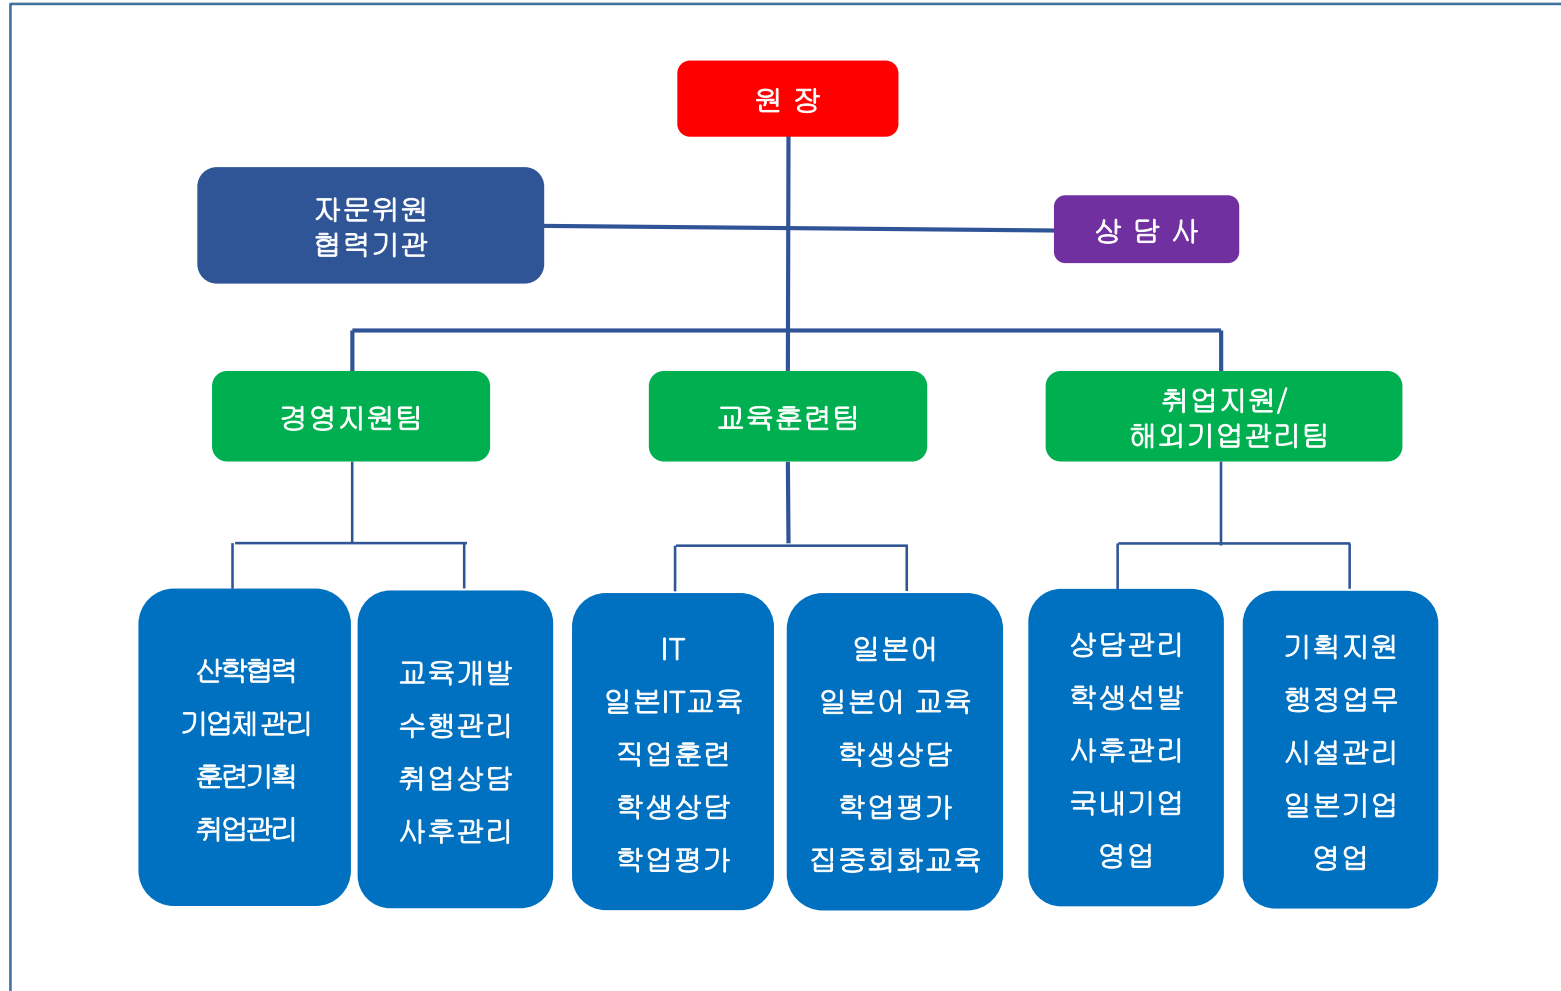 원 장
자문위원
협력기관
상 담 사
경영지원팀
교육훈련팀
취업지원/
해외기업관리팀
산학협력
기업체 관리
훈련기획
취업관리
교육개발
수행관리
취업상담
사후관리
IT
일본IT교육
직업훈련
학생상담
학업평가
일본어
일본어 교육
학생상담
학업평가
집중회화교육
상담관리
학생선발
사후관리
국내기업
영업
기획지원
행정업무
시설관리
일본기업
영업